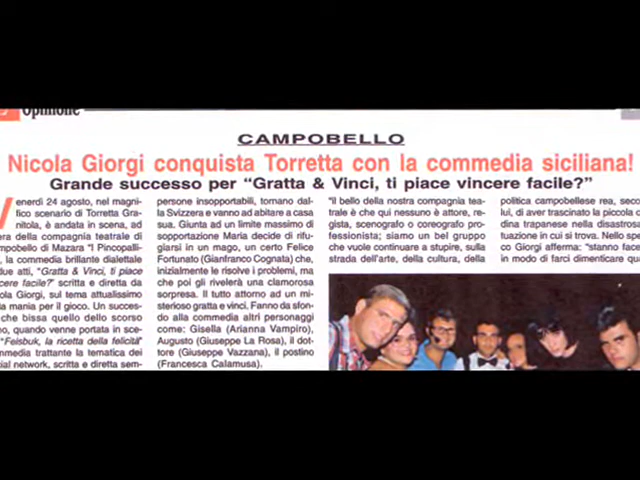 Opinione
CAMPOBELLO
Nicola Giorgi conquista Torretta con la commedia siciliana!
Grande successo per “Gratta & Vinci, ti piace vincere facile?”
Venerdì 24 agosto, nel magni-
fico scenario di Torretta Gra-
nitola, è andata in scena, ad
era della compagnia teatrale di
mpobello di Mazara “I Pincopalli-
, la commedia brillante dialettale
due atti, “Gratta & Vinci, ti piace
cere facile?” scritta e diretta da
ola Giorgi, sul tema attualissimo
a mania per il gioco. Un succes-
che bissa quello dello scorso
no, quando venne portata in sce-
“Feisbuk, la ricetta della felicità”
mmedia trattante la tematica dei
ial network, scritta e diretta sem-
persone insopportabili, tornano dal-
la Svizzera e vanno ad abitare a casa
sua. Giunta ad un limite massimo di
sopportazione Maria decide di rifu-
giarsi in un mago, un certo Felice
Fortunato (Gianfranco Cognata) che,
inizialmente le risolve i problemi, ma
che poi gli rivelerà una clamorosa
sorpresa. Il tutto attorno ad un mi-
sterioso gratta e vinci. Fanno da sfon-
do alla commedia altri personaggi
come: Gisella (Arianna Vampiro),
Augusto (Giuseppe La Rosa), il dot-
tore (Giuseppe Vazzana), il postino
(Francesca Calamusa).
“Il bello della nostra compagnia tea-
trale è che qui nessuno è attore, re-
gista, scenografo o coreografo pro-
fessionista; siamo un bel gruppo
che vuole continuare a stupire, sulla
strada dell'arte, della cultura, della
politica campobellese rea, seco
lui, di aver trascinato la piccola c
dina trapanese nella disastrosa
tuazione in cui si trova. Nello spe
co Giorgi afferma: “stanno face
in modo di farci dimenticare qua